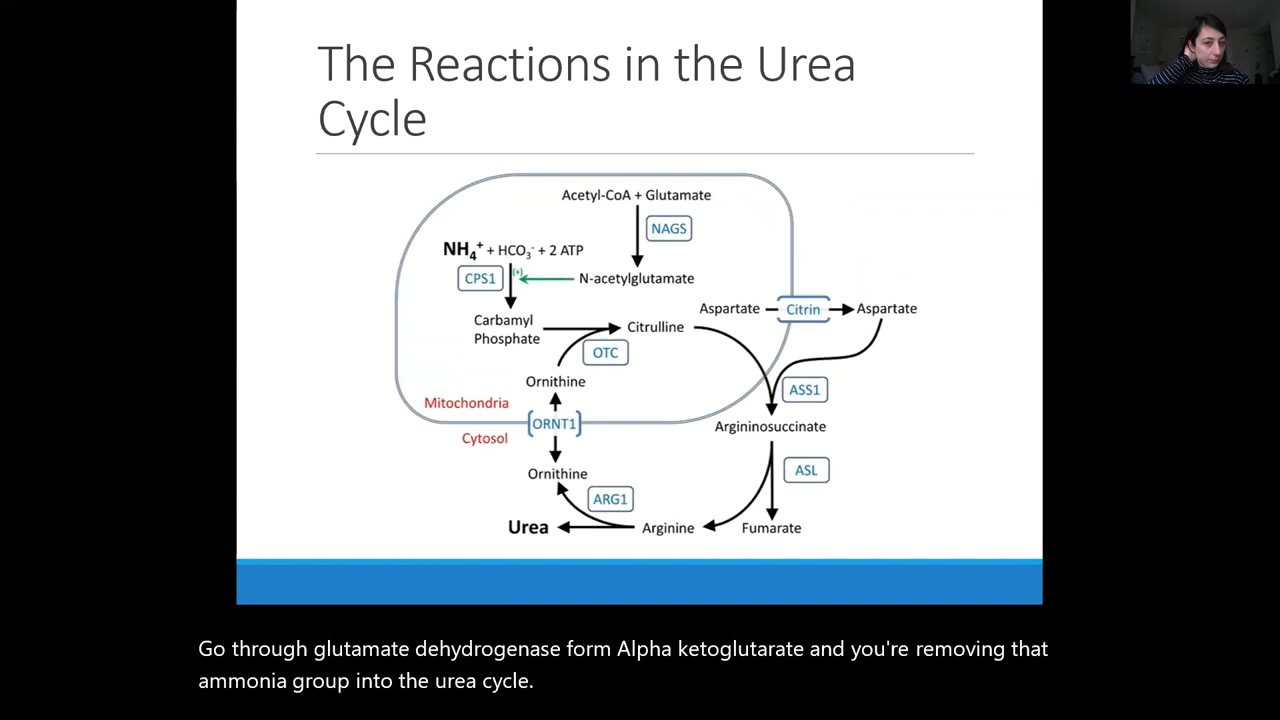 The Reactions in the Urea
Cycle
Acetyl-CoA + Glutamate
NAGS
NH₄⁺ + HCO₃⁻ + 2 ATP
CPS1
(+)
N-acetylglutamate
Aspartate
Citrin
Aspartate
Carbamyl
Phosphate
Citrulline
OTC
Ornithine
ASS1
Mitochondria
ORNT1
Cytosol
Argininosuccinate
Ornithine
ASL
ARG1
Urea
Arginine
Fumarate
Go through glutamate dehydrogenase form Alpha ketoglutarate and you're removing that
ammonia group into the urea cycle.